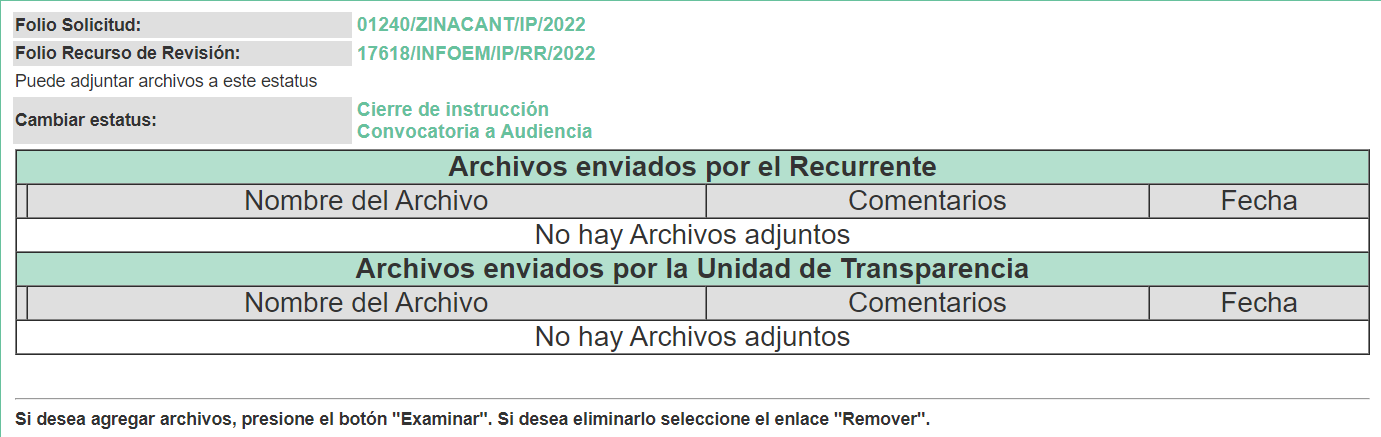 Folio Solicitud: 01240/ZINACANT/IP/2022
Folio Recurso de Revisión: 17618/INFOEM/IP/RR/2022
Puede adjuntar archivos a este estatus
Cambiar estatus: Cierre de instrucción
Convocatoria a Audiencia
Archivos enviados por el Recurrente
Nombre del Archivo Comentarios Fecha
No hay Archivos adjuntos
Archivos enviados por la Unidad de Transparencia
Nombre del Archivo Comentarios Fecha
No hay Archivos adjuntos
Si desea agregar archivos, presione el botón "Examinar". Si desea eliminarlo seleccione el enlace "Remover".